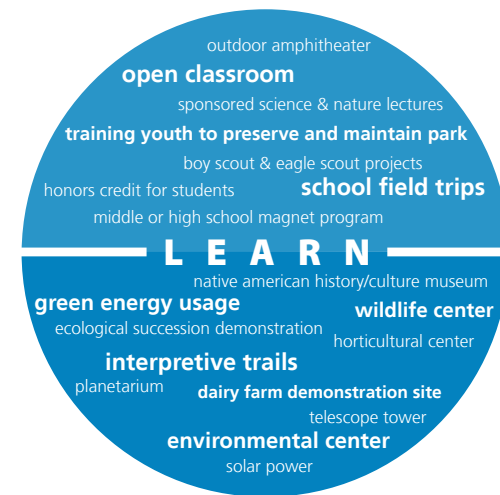 outdoor amphitheater
open classroom
sponsored science & nature lectures
training youth to preserve and maintain park
boy scout & eagle scout projects
honors credit for students
school field trips
middle or high school magnet program
LEARN
native american history/culture museum
green energy usage
wildlife center
ecological succession demonstration
horticultural center
interpretive trails
planetarium
dairy farm demonstration site
telescope tower
environmental center
solar power